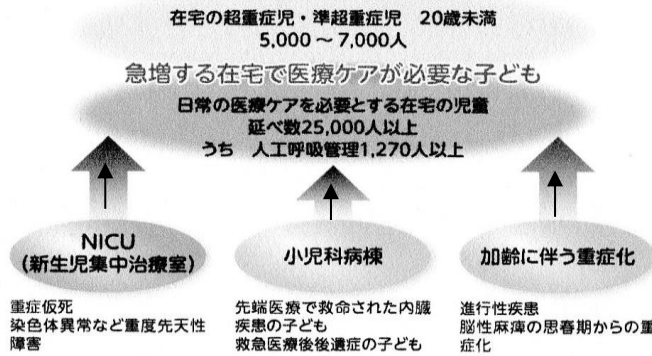 在宅の超重症児・準超重症児　20歳未満
5,000～7,000人
急増する在宅で医療ケアが必要な子ども
日常の医療ケアを必要とする在宅の児童
延べ数25,000人以上
うち　人工呼吸管理1,270人以上
NICU
(新生児集中治療室)
小児科病棟
加齢に伴う重症化
重症仮死
染色体異常など重度先天性
障害
先端医療で救命された内臓
疾患の子ども
救急医療後後遺症の子ども
進行性疾患
脳性麻痺の思春期からの重
症化